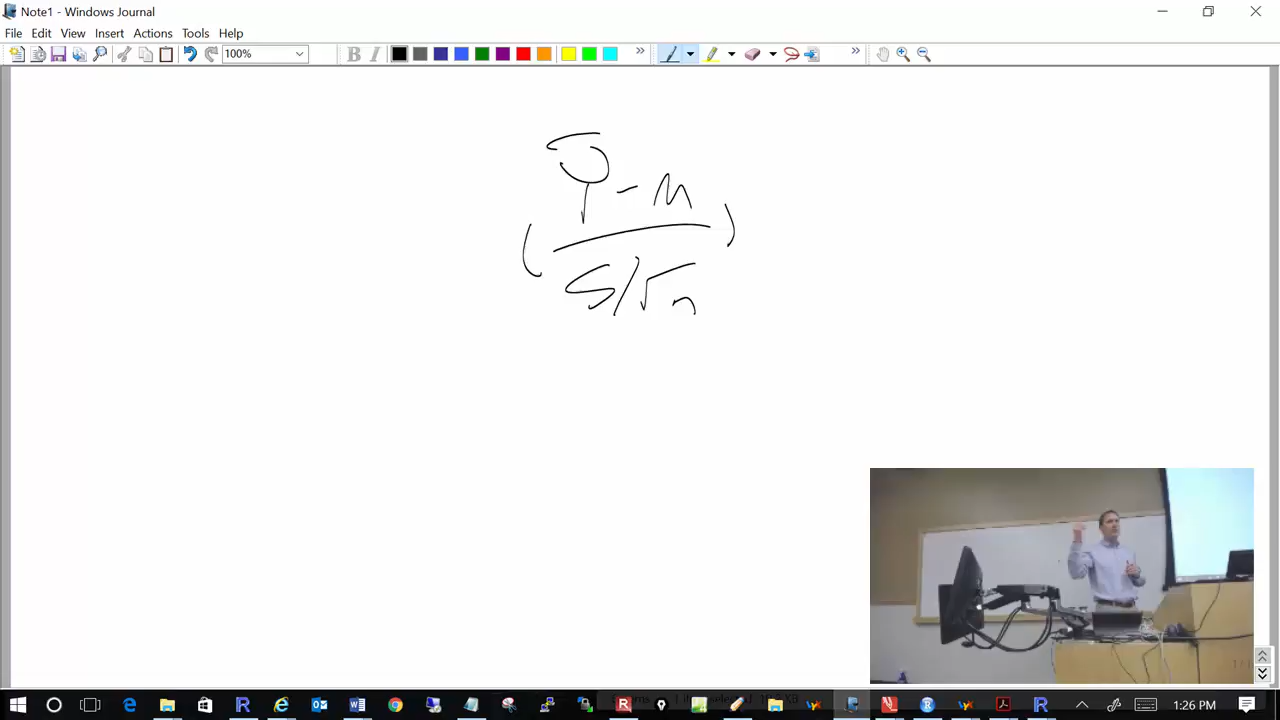 Note1 - Windows Journal
File Edit View Insert Actions Tools Help
100%
B I
Ȳ - M
( )
S/√n
1:26 PM